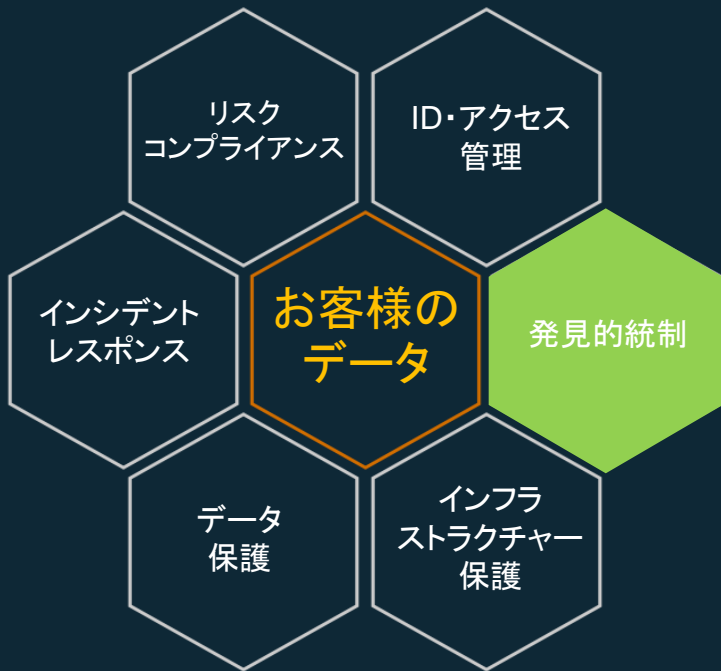 リスク
コンプライアンス
ID・アクセス
管理
インシデント
レスポンス
お客様の
データ
発見的統制
データ
保護
インフラ
ストラクチャー
保護